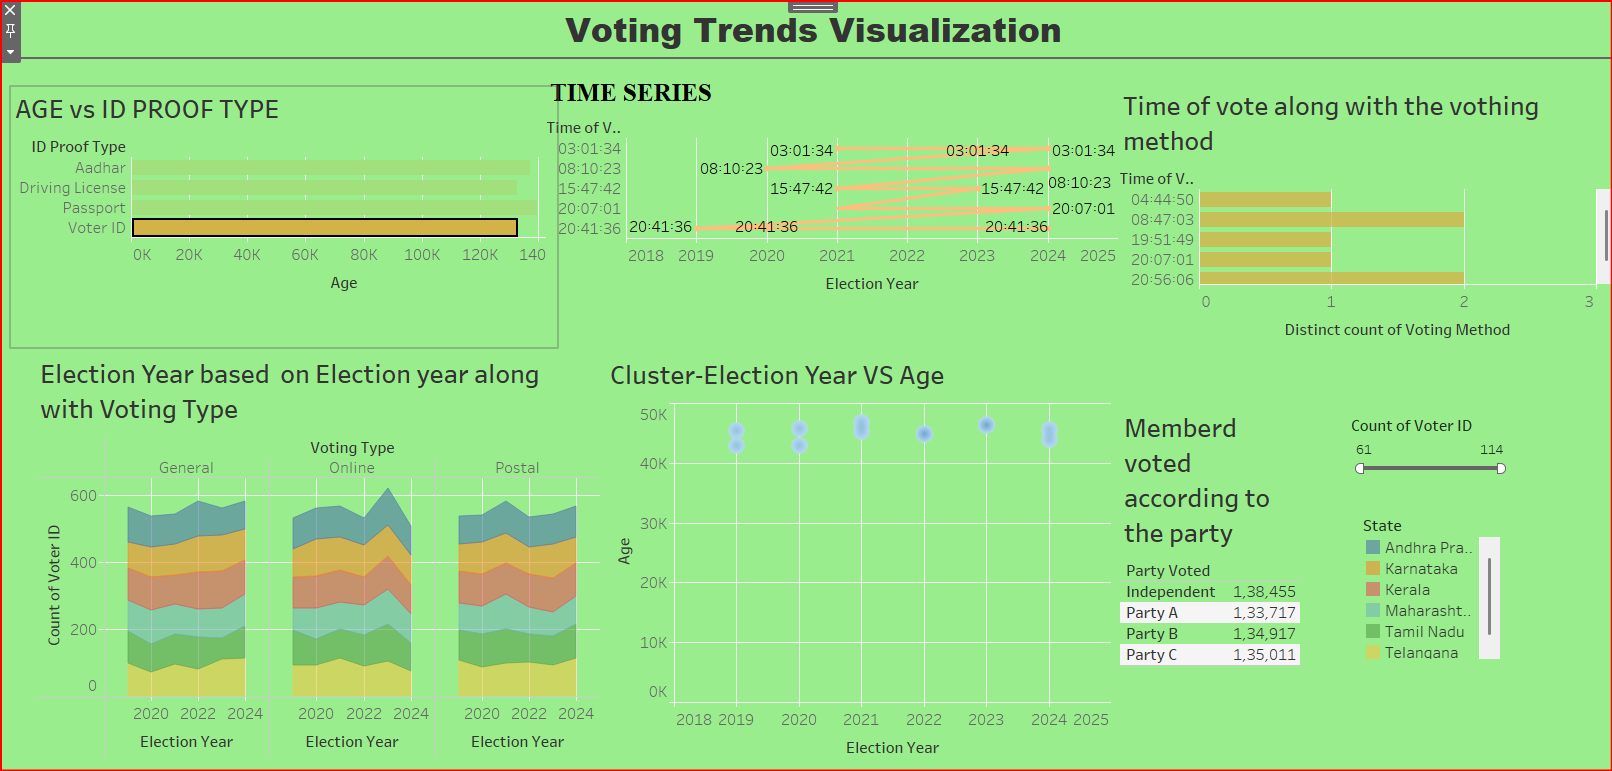 Voting Trends Visualization
AGE vs ID PROOF TYPE
ID Proof Type
Aadhar
Driving License
Passport
Voter ID
0K 20K 40K 60K 80K 100K 120K 140
Age
TIME SERIES
Time of V..
03:01:34 03:01:34 03:01:34 03:01:34
08:10:23 08:10:23
15:47:42 15:47:42 15:47:42 08:10:23
20:07:01 20:07:01
20:41:36 20:41:36 20:41:36 20:41:36
2018 2019 2020 2021 2022 2023 2024 2025
Election Year
Time of vote along with the vothing
method
Time of V..
04:44:50
08:47:03
19:51:49
20:07:01
20:56:06
0 1 2 3
Distinct count of Voting Method
Election Year based  on Election year along
with Voting Type
Voting Type
General Online Postal
Count of Voter ID
600
400
200
0
2020 2022 2024 2020 2022 2024 2020 2022 2024
Election Year Election Year Election Year
Cluster-Election Year VS Age
Age
50K
40K
30K
20K
10K
0K
2018 2019 2020 2021 2022 2023 2024 2025
Election Year
Memberd
voted
according to
the party
Party Voted
Independent 1,38,455
Party A 1,33,717
Party B 1,34,917
Party C 1,35,011
Count of Voter ID
61 114
State
Andhra Pra..
Karnataka
Kerala
Maharasht..
Tamil Nadu
Telangana